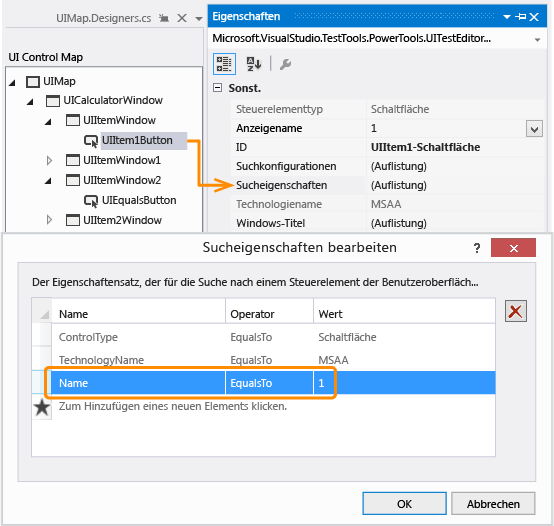 UIMap.Designers.cs
UI Control Map
UIMap
UICalculatorWindow
UIItemWindow
UIItem1Button
UIItemWindow1
UIItemWindow2
UIEqualsButton
UIItem2Window
Eigenschaften
Microsoft.VisualStudio.TestTools.PowerTools.UITestEditor...
Sonst.
Steuerelementtyp Schaltfläche
Anzeigename 1
ID UIItem1-Schaltfläche
Suchkonfigurationen (Auflistung)
Sucheigenschaften (Auflistung)
Technologiename MSAA
Windows-Titel (Auflistung)
Sucheigenschaften bearbeiten
Der Eigenschaftensatz, der für die Suche nach einem Steuerelement der Benutzeroberfläch...
Name Operator Wert
ControlType EqualsTo Schaltfläche
TechnologyName EqualsTo MSAA
Name EqualsTo 1
Zum Hinzufügen eines neuen Elements klicken.
OK Abbrechen